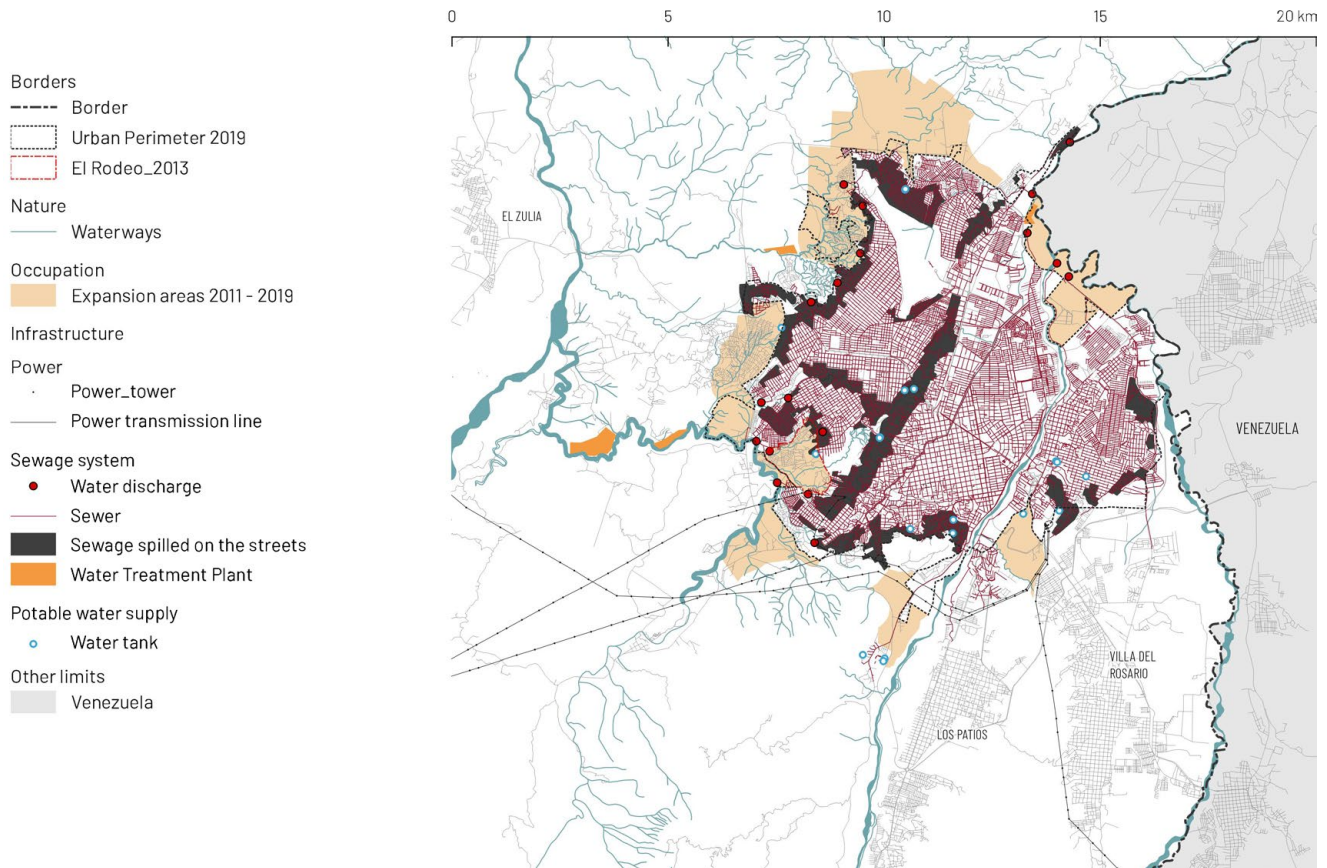 0 5 10 15 20 km
Borders
Border
Urban Perimeter 2019
El Rodeo_2013
Nature
Waterways
Occupation
Expansion areas 2011 - 2019
Infrastructure
Power
Power_tower
Power transmission line
Sewage system
Water discharge
Sewer
Sewage spilled on the streets
Water Treatment Plant
Potable water supply
Water tank
Other limits
Venezuela
EL ZULIA
VENEZUELA
VILLA DEL
ROSARIO
LOS PATIOS